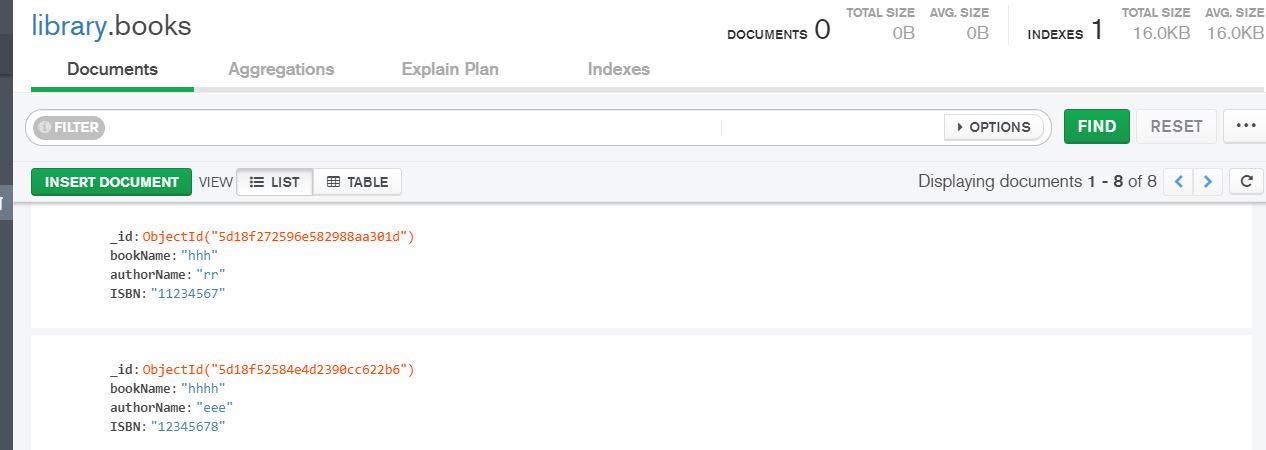 library.books
DOCUMENTS 0 TOTAL SIZE 0B AVG. SIZE 0B INDEXES 1 TOTAL SIZE 16.0KB AVG. SIZE 16.0KB
Documents Aggregations Explain Plan Indexes
FILTER OPTIONS FIND RESET ...
INSERT DOCUMENT VIEW LIST TABLE Displaying documents 1 - 8 of 8
_id: ObjectId("5d18f272596e582988aa301d")
bookName: "hhh"
authorName: "rr"
ISBN: "11234567"
_id: ObjectId("5d18f52584e4d2390cc622b6")
bookName: "hhhh"
authorName: "eee"
ISBN: "12345678"